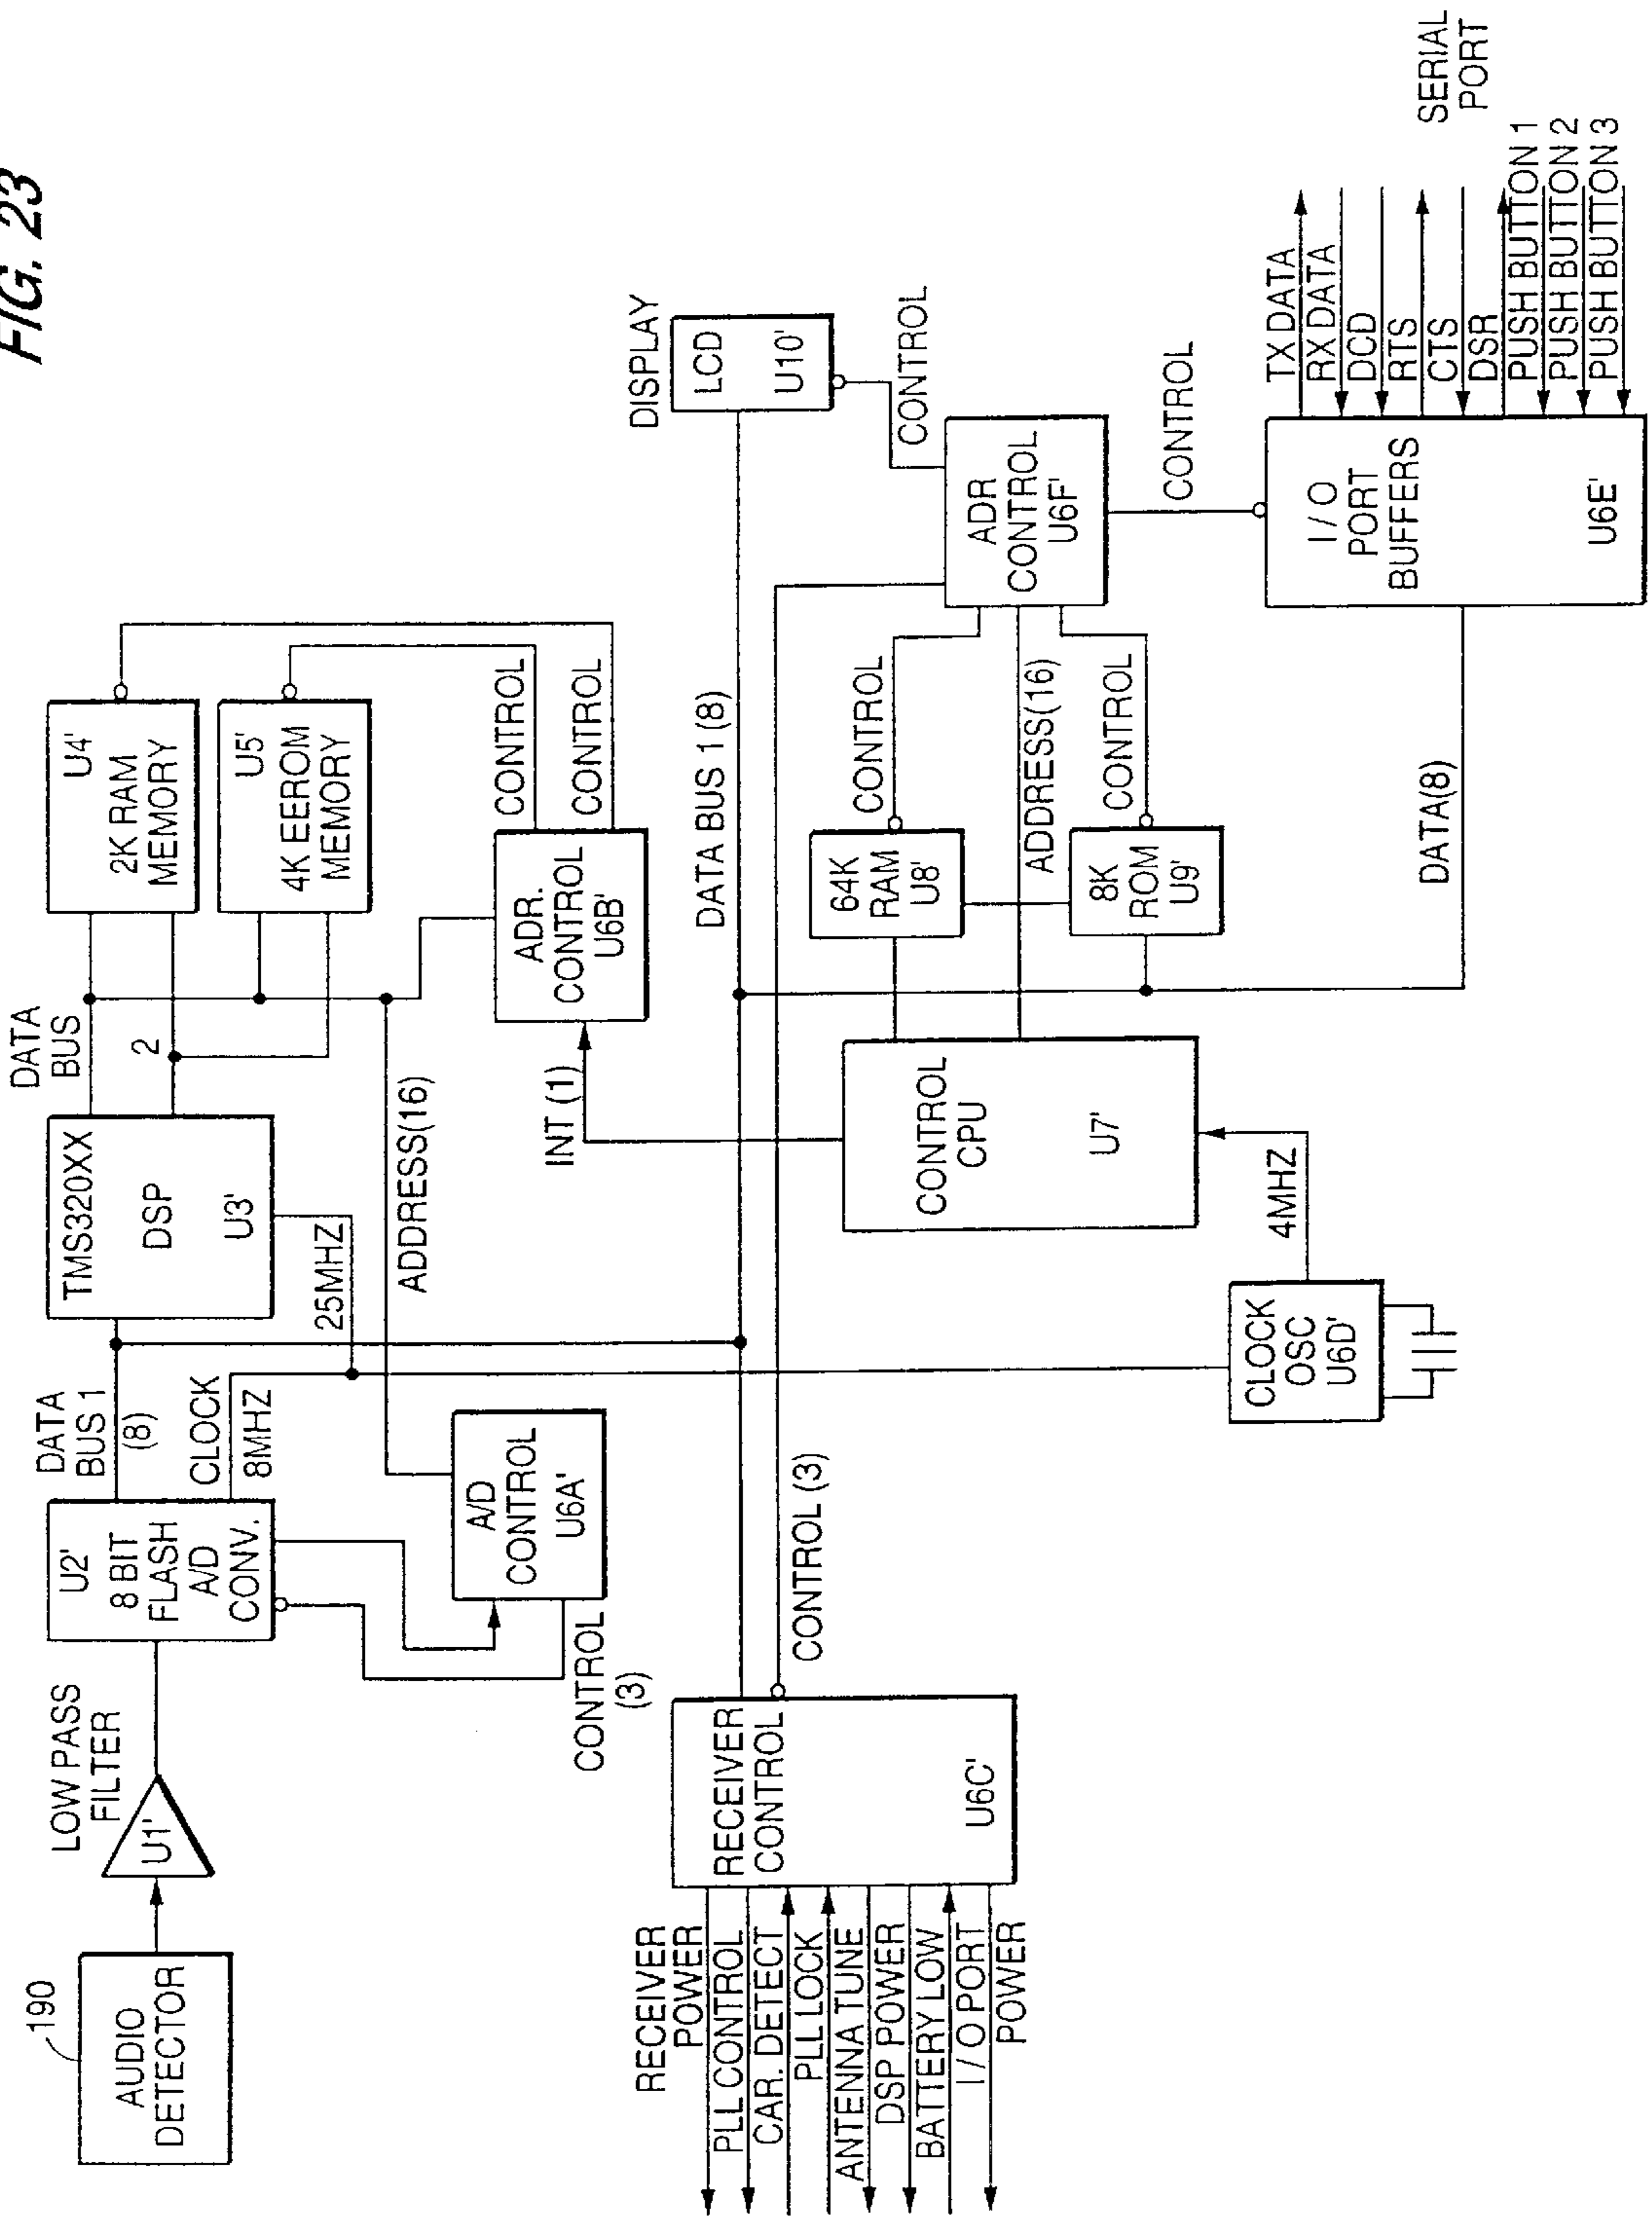 FIG. 23
190
AUDIO
DETECTOR
LOW PASS
FILTER
U1'
U2'
8 BIT
FLASH
A/D
CONV.
DATA
BUS 1
(8)
CLOCK
8MHZ
TMS320XX
DSP
U3'
25MHZ
DATA
BUS
2
U4'
2K RAM
MEMORY
U5'
4K EEROM
MEMORY
A/D
CONTROL
U6A'
CONTROL
(3)
ADDRESS(16)
INT (1)
ADR.
CONTROL
U6B'
CONTROL
CONTROL
DATA BUS 1 (8)
DISPLAY
LCD
U10'
CONTROL
RECEIVER
POWER
PLL CONTROL
CAR. DETECT
PLL LOCK
ANTENNA TUNE
DSP POWER
BATTERY LOW
I/O PORT
POWER
RECEIVER
CONTROL
U6C'
CONTROL (3)
CONTROL
CPU
U7'
4MHZ
CLOCK
OSC
U6D'
64K
RAM
U8'
8K
ROM
U9'
CONTROL
ADDRESS(16)
CONTROL
ADR
CONTROL
U6F'
CONTROL
DATA(8)
I/O
PORT
BUFFERS
U6E'
TX DATA
RX DATA
DCD
RTS
CTS
DSR
PUSH BUTTON 1
PUSH BUTTON 2
PUSH BUTTON 3
SERIAL
PORT